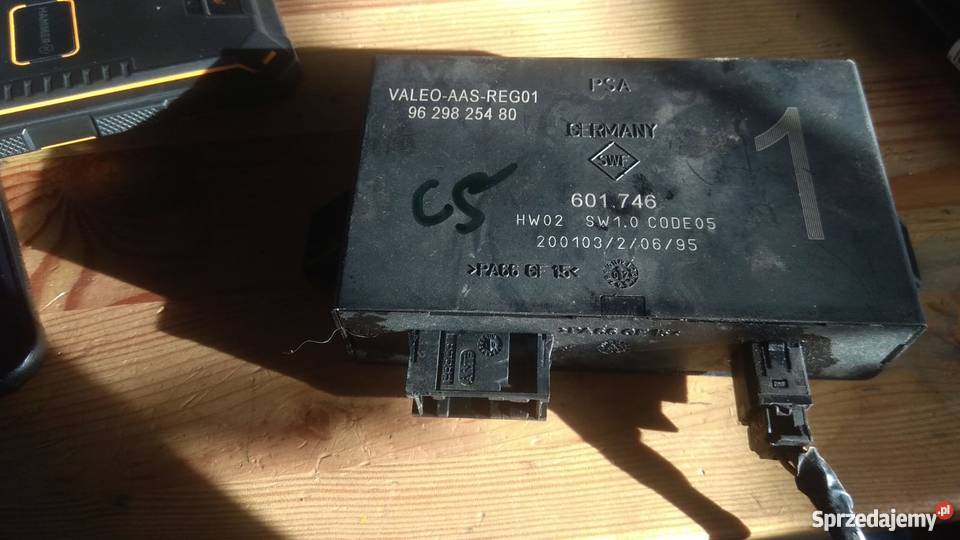 HAMMER
VALEO-AAS-REG01
96 298 254 80
PSA
GERMANY
SWF
601.746
HW02 SW1.0 CODE05
200103/2/06/95
>PA66 GF 15<
1
Sprzedajemy.pl